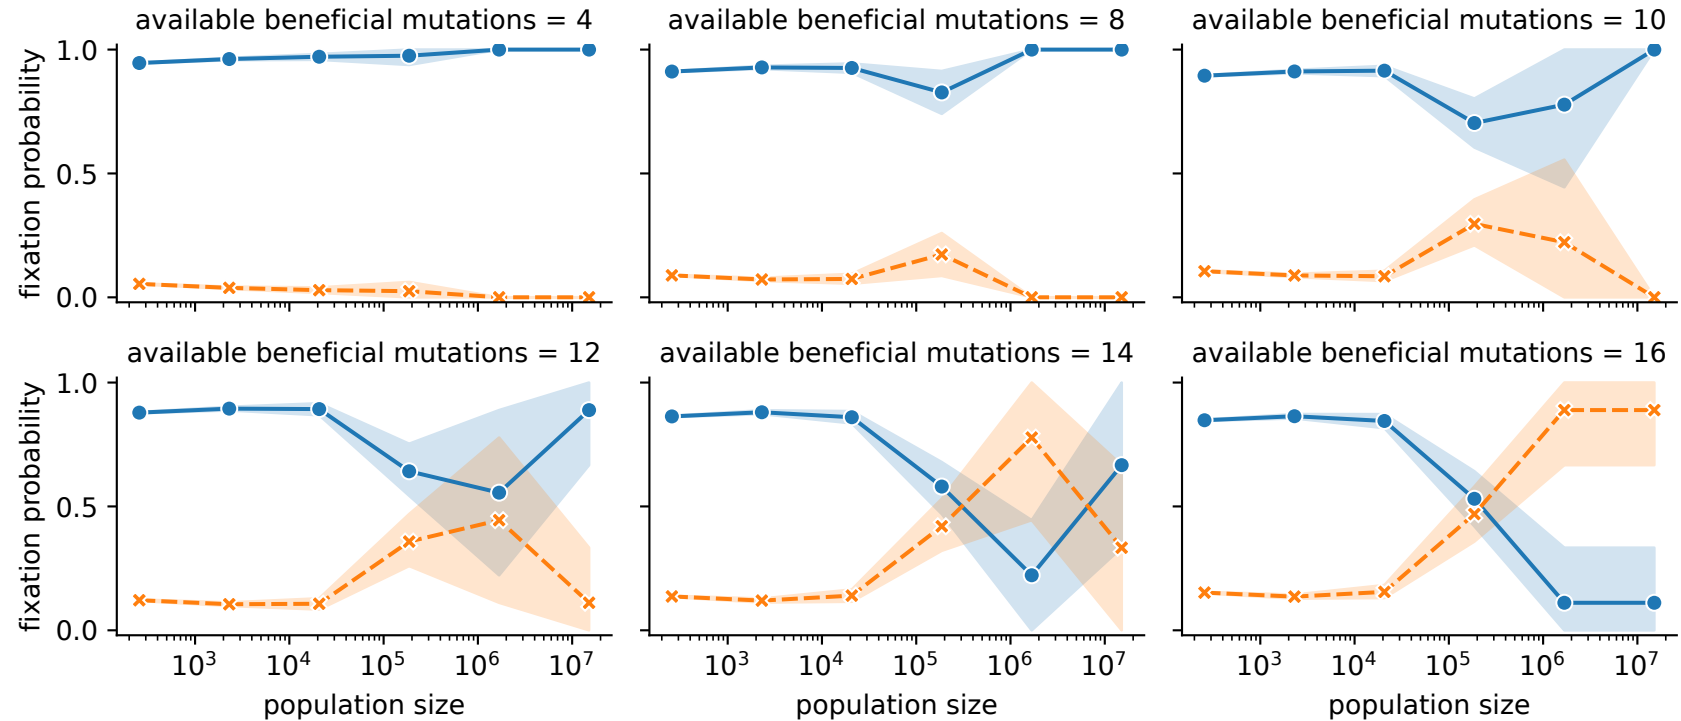 available beneficial mutations = 4
available beneficial mutations = 8
available beneficial mutations = 10
fixation probability
1.0
0.5
0.0
available beneficial mutations = 12
available beneficial mutations = 14
available beneficial mutations = 16
fixation probability
1.0
0.5
0.0
10³ 10⁴ 10⁵ 10⁶ 10⁷
10³ 10⁴ 10⁵ 10⁶ 10⁷
10³ 10⁴ 10⁵ 10⁶ 10⁷
population size
population size
population size